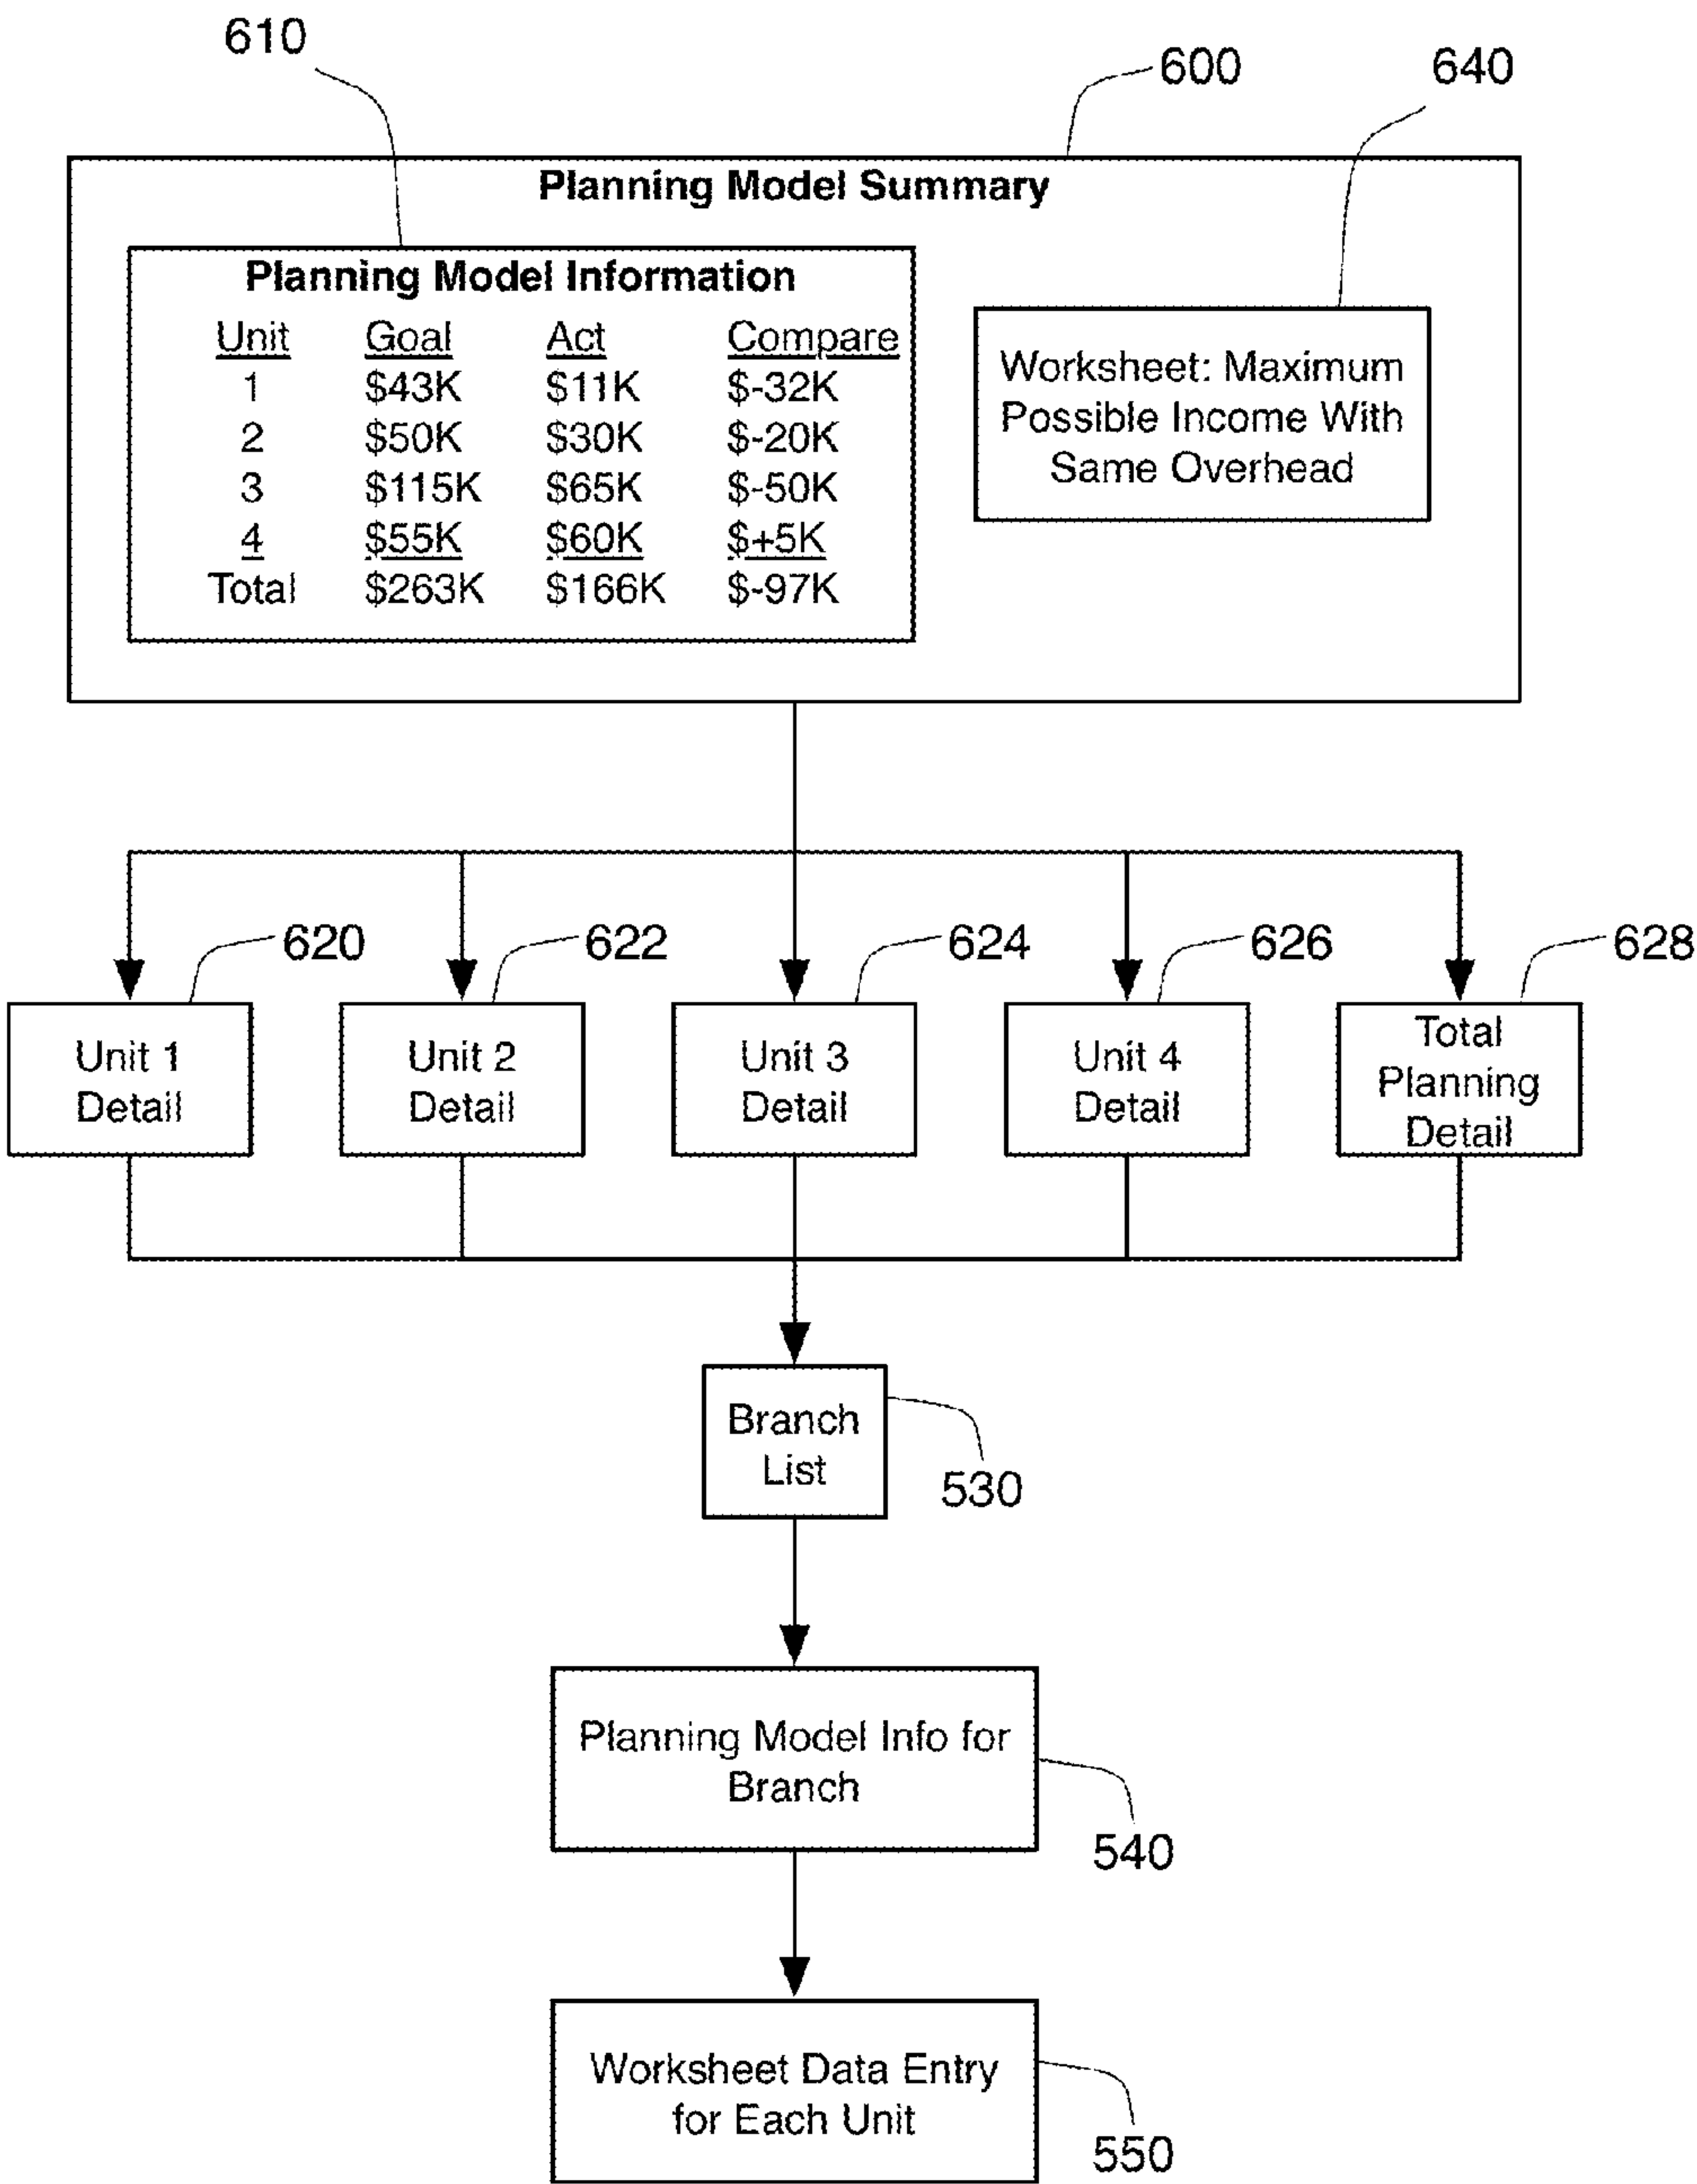 610
600
640
Planning Model Summary
Planning Model Information
Unit Goal Act Compare
1 $43K $11K $-32K
2 $50K $30K $-20K
3 $115K $65K $-50K
4 $55K $60K $+5K
Total $263K $166K $-97K
Worksheet: Maximum
Possible Income With
Same Overhead
620
622
624
626
628
Unit 1
Detail
Unit 2
Detail
Unit 3
Detail
Unit 4
Detail
Total
Planning
Detail
Branch
List
530
Planning Model Info for
Branch
540
Worksheet Data Entry
for Each Unit
550